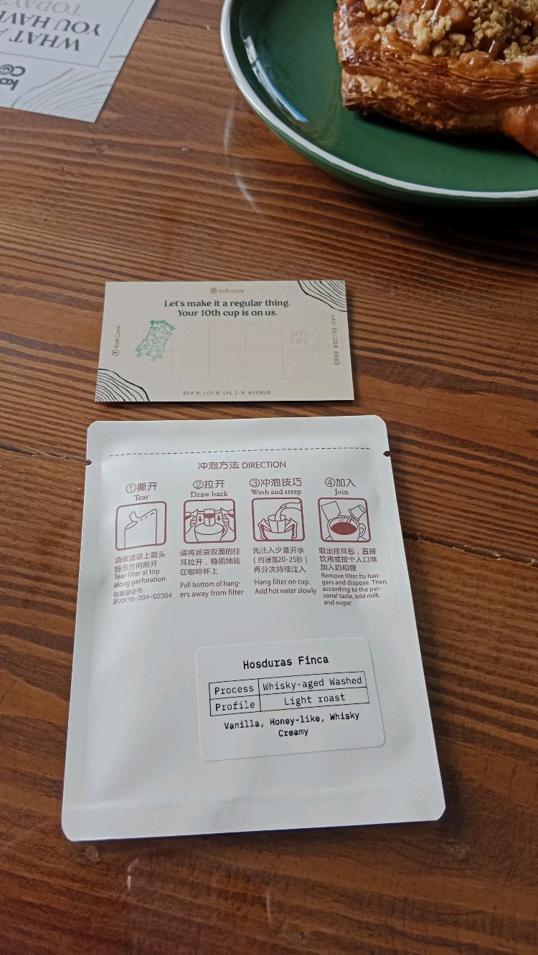 WHAT
YOU HAVI
TODAY
koft cave
Let's make it a regular thing.
Your 10th cup is on us.
50%
OFF
BLK B, LOT 8, LVL 2, K. AVENUE
冲泡方法 DIRECTION
①撕开
Tear
请依滤袋上箭头
指示方向撕开
Tear filter at top
along perforation
②拉开
Draw back
请将滤袋双面的挂
耳拉开，稳固地挂
在咖啡杯上
Pull bottom of hang-
ers away from filter
③冲泡技巧
Wash and steep
先注入少量开水
(约浸泡20-25秒)
再分次持续注入
Hang filter on cup.
Add hot water slowly
④加入
Join
取出挂耳包，直接
饮用或按个人口味
加入奶和糖
Remove filter by han-
gers and dispose. Then,
according to the per-
sonal taste, add milk
and sugar.
Hosduras Finca
Process Whisky-aged Washed
Profile Light roast
Vanilla, Honey-like, Whisky
Creamy